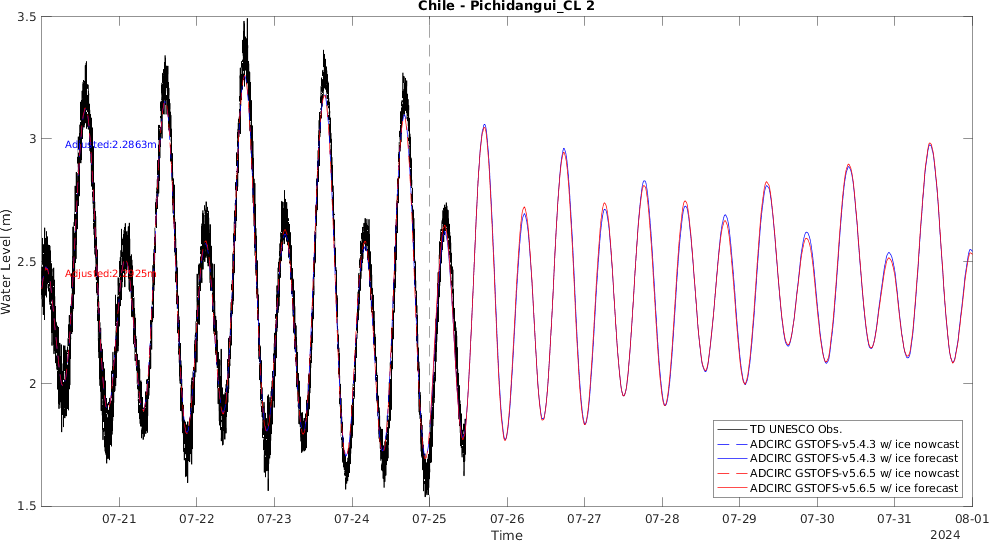 Chile - Pichidangui_CL 2
3.5
3
2.5
2
1.5
Water Level (m)
Adjusted:2.2863m
07-21
07-22
07-23
07-24
07-25
07-26
07-27
07-28
07-29
07-30
07-31
08-01
Time
2024
TD UNESCO Obs.
ADCIRC GSTOFS-v5.4.3 w/ ice nowcast
ADCIRC GSTOFS-v5.4.3 w/ ice forecast
ADCIRC GSTOFS-v5.6.5 w/ ice nowcast
ADCIRC GSTOFS-v5.6.5 w/ ice forecast